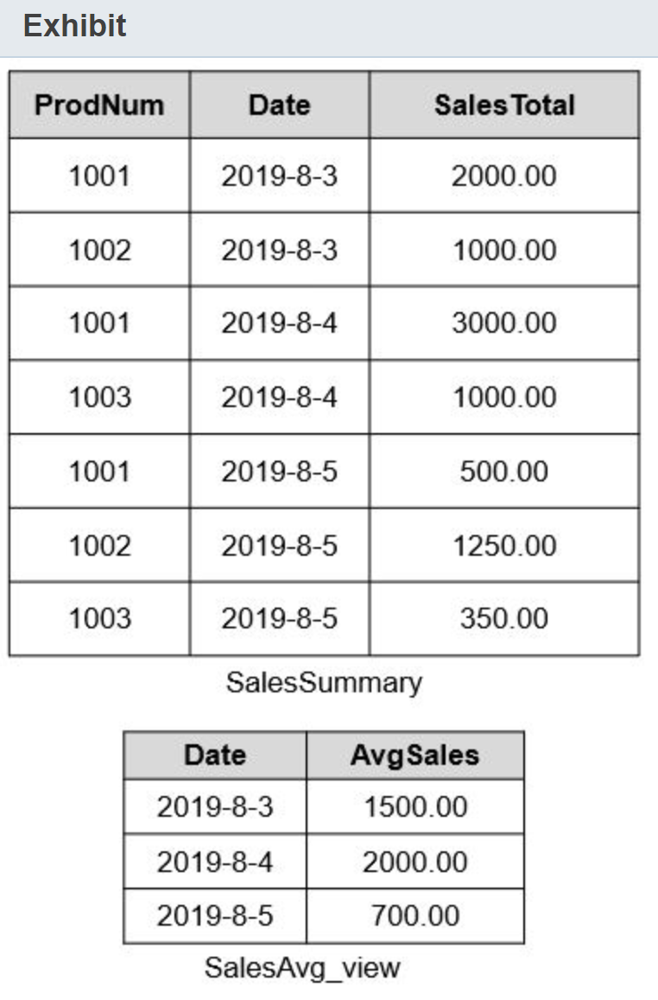 Exhibit
ProdNum Date SalesTotal
1001 2019-8-3 2000.00
1002 2019-8-3 1000.00
1001 2019-8-4 3000.00
1003 2019-8-4 1000.00
1001 2019-8-5 500.00
1002 2019-8-5 1250.00
1003 2019-8-5 350.00
SalesSummary
Date AvgSales
2019-8-3 1500.00
2019-8-4 2000.00
2019-8-5 700.00
SalesAvg_view